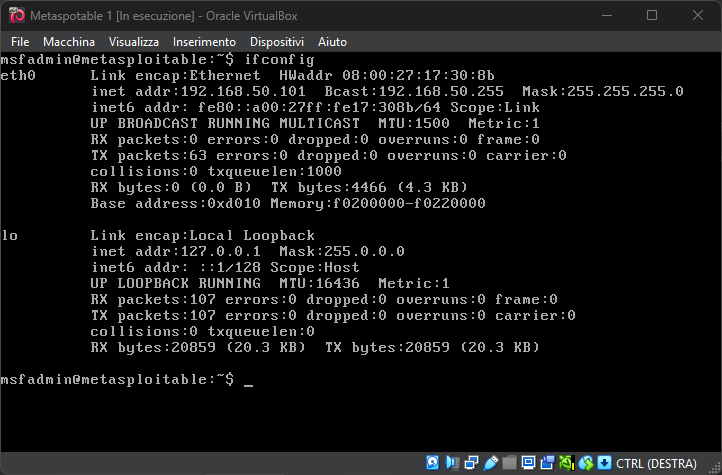 Metaspotable 1 [In esecuzione] - Oracle VirtualBox
File Macchina Visualizza Inserimento Dispositivi Aiuto
msfadmin@metasploitable:~$ ifconfig
eth0 Link encap:Ethernet HWaddr 08:00:27:17:30:8b
inet addr:192.168.50.101 Bcast:192.168.50.255 Mask:255.255.255.0
inet6 addr: fe80::a00:27ff:fe17:308b/64 Scope:Link
UP BROADCAST RUNNING MULTICAST MTU:1500 Metric:1
RX packets:0 errors:0 dropped:0 overruns:0 frame:0
TX packets:63 errors:0 dropped:0 overruns:0 carrier:0
collisions:0 txqueuelen:1000
RX bytes:0 (0.0 B) TX bytes:4466 (4.3 KB)
Base address:0xd010 Memory:f0200000-f0220000
lo Link encap:Local Loopback
inet addr:127.0.0.1 Mask:255.0.0.0
inet6 addr: ::1/128 Scope:Host
UP LOOPBACK RUNNING MTU:16436 Metric:1
RX packets:107 errors:0 dropped:0 overruns:0 frame:0
TX packets:107 errors:0 dropped:0 overruns:0 carrier:0
collisions:0 txqueuelen:0
RX bytes:20859 (20.3 KB) TX bytes:20859 (20.3 KB)
msfadmin@metasploitable:~$ _
CTRL (DESTRA)